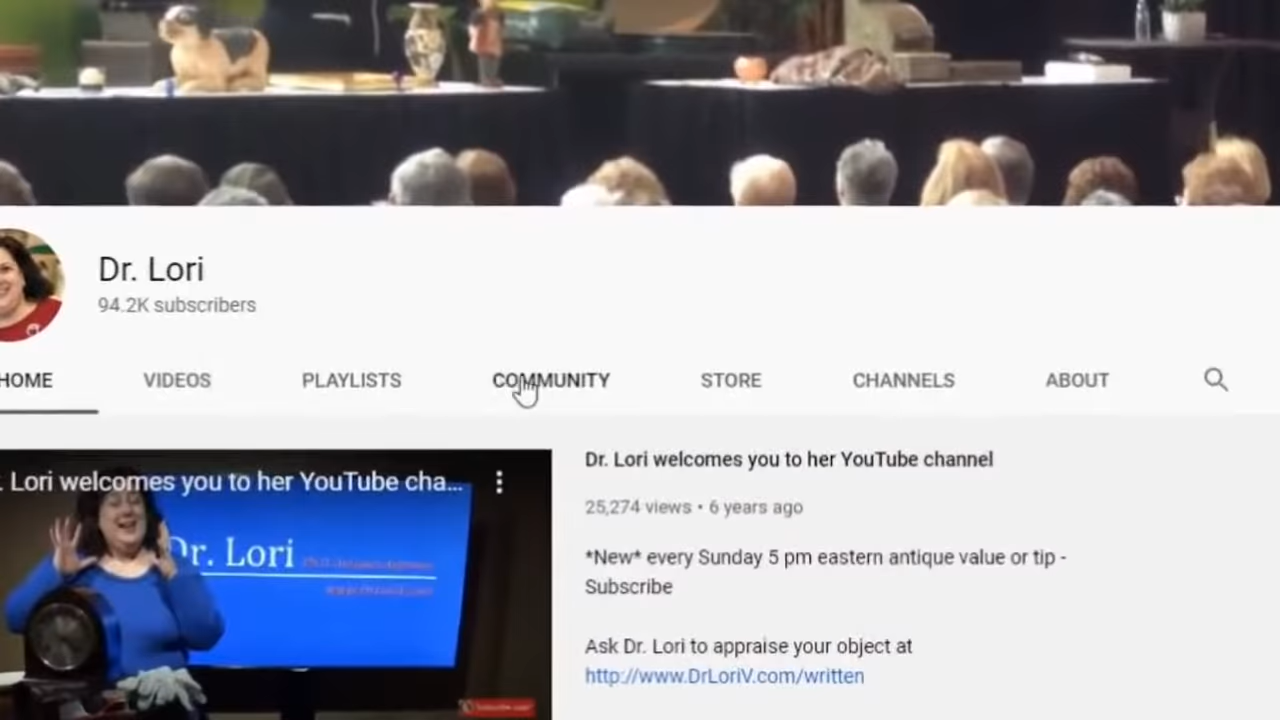 Dr. Lori
94.2K subscribers
HOME
VIDEOS
PLAYLISTS
COMMUNITY
STORE
CHANNELS
ABOUT
. Lori welcomes you to her YouTube cha...
Dr. Lori
Dr. Lori welcomes you to her YouTube channel
25,274 views • 6 years ago
*New* every Sunday 5 pm eastern antique value or tip -
Subscribe
Ask Dr. Lori to appraise your object at
http://www.DrLoriV.com/written